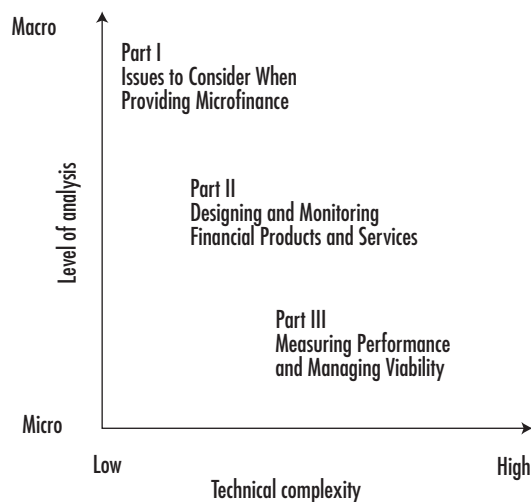 Macro
Part I
Issues to Consider When
Providing Microfinance
Level of analysis
Part II
Designing and Monitoring
Financial Products and Services
Part III
Measuring Performance
and Managing Viability
Micro
Low
High
Technical complexity